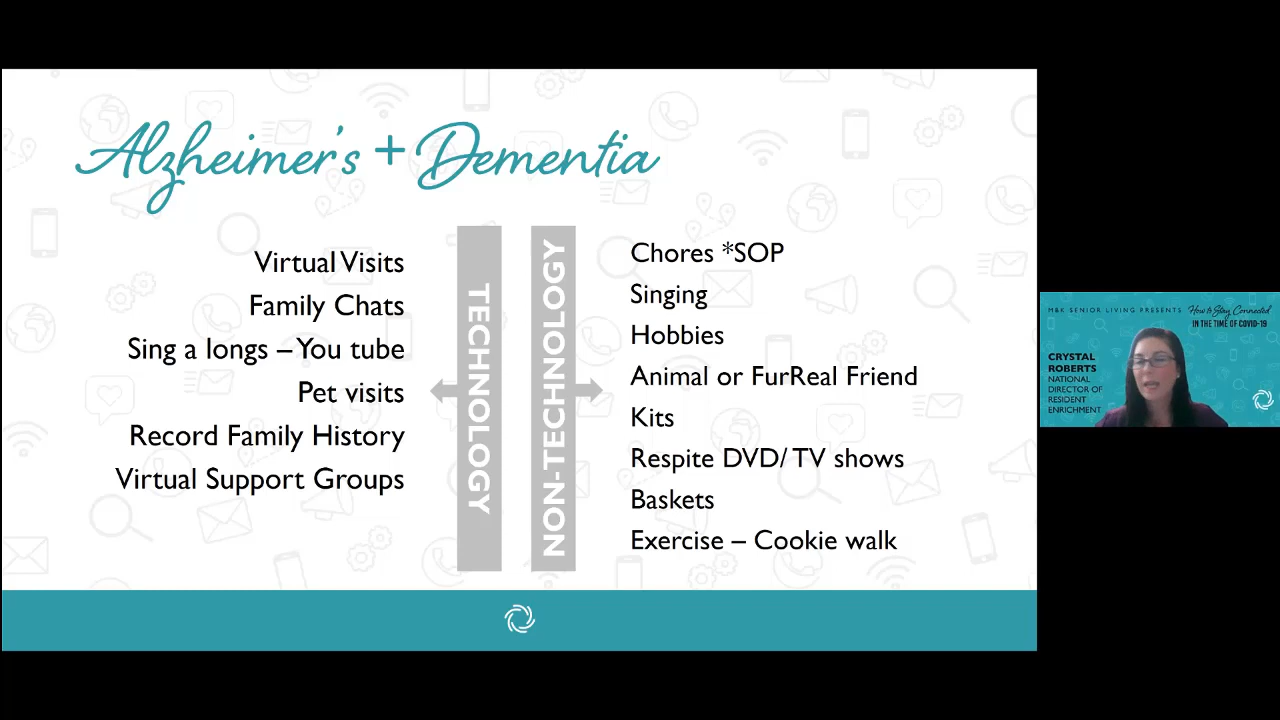 Alzheimer's + Dementia
Virtual Visits
Family Chats
Sing a longs – You tube
Pet visits
Record Family History
Virtual Support Groups
TECHNOLOGY
NON-TECHNOLOGY
Chores *SOP
Singing
Hobbies
Animal or FurReal Friend
Kits
Respite DVD/ TV shows
Baskets
Exercise – Cookie walk
M&K SENIOR LIVING PRESENTS
How to Stay Connected
IN THE TIME OF COVID-19
CRYSTAL
ROBERTS
NATIONAL
DIRECTOR OF
RESIDENT
ENRICHMENT